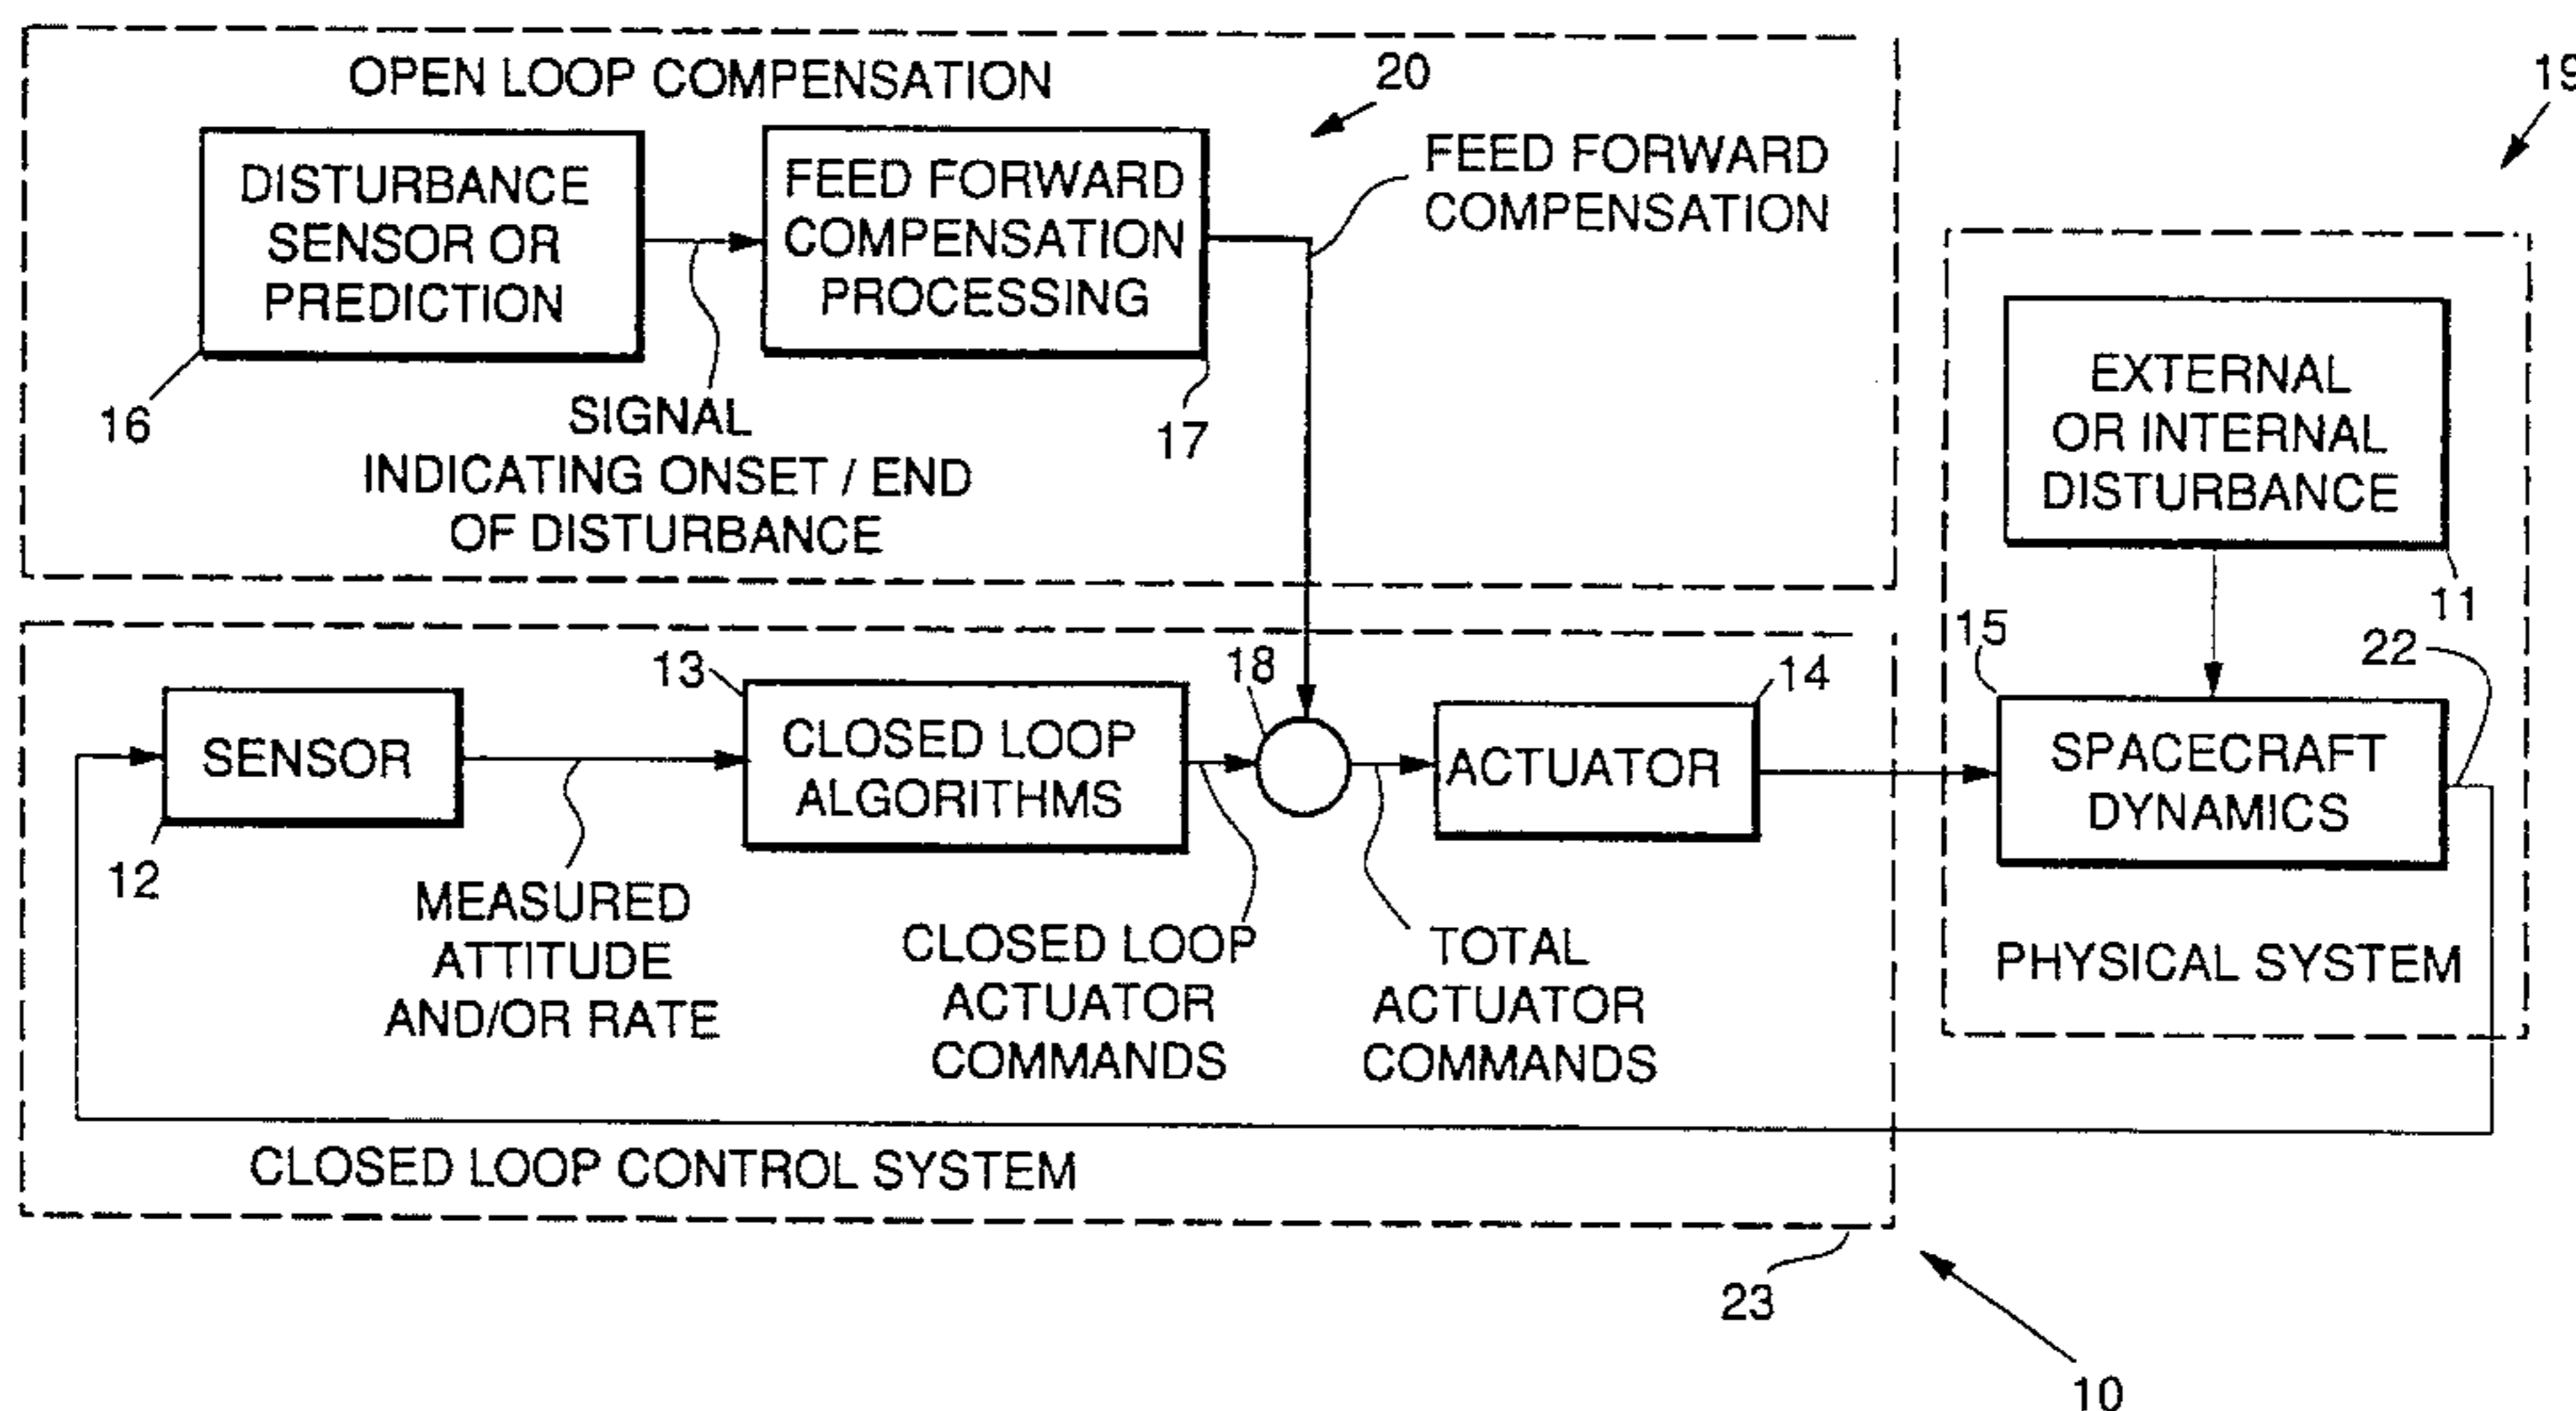 OPEN LOOP COMPENSATION
20
19
DISTURBANCE
SENSOR OR
PREDICTION
FEED FORWARD
COMPENSATION
PROCESSING
FEED FORWARD
COMPENSATION
16
17
SIGNAL
INDICATING ONSET / END
OF DISTURBANCE
EXTERNAL
OR INTERNAL
DISTURBANCE
11
15
22
13
18
14
SENSOR
CLOSED LOOP
ALGORITHMS
ACTUATOR
SPACECRAFT
DYNAMICS
12
MEASURED
ATTITUDE
AND/OR RATE
CLOSED LOOP
ACTUATOR
COMMANDS
TOTAL
ACTUATOR
COMMANDS
PHYSICAL SYSTEM
CLOSED LOOP CONTROL SYSTEM
23
10